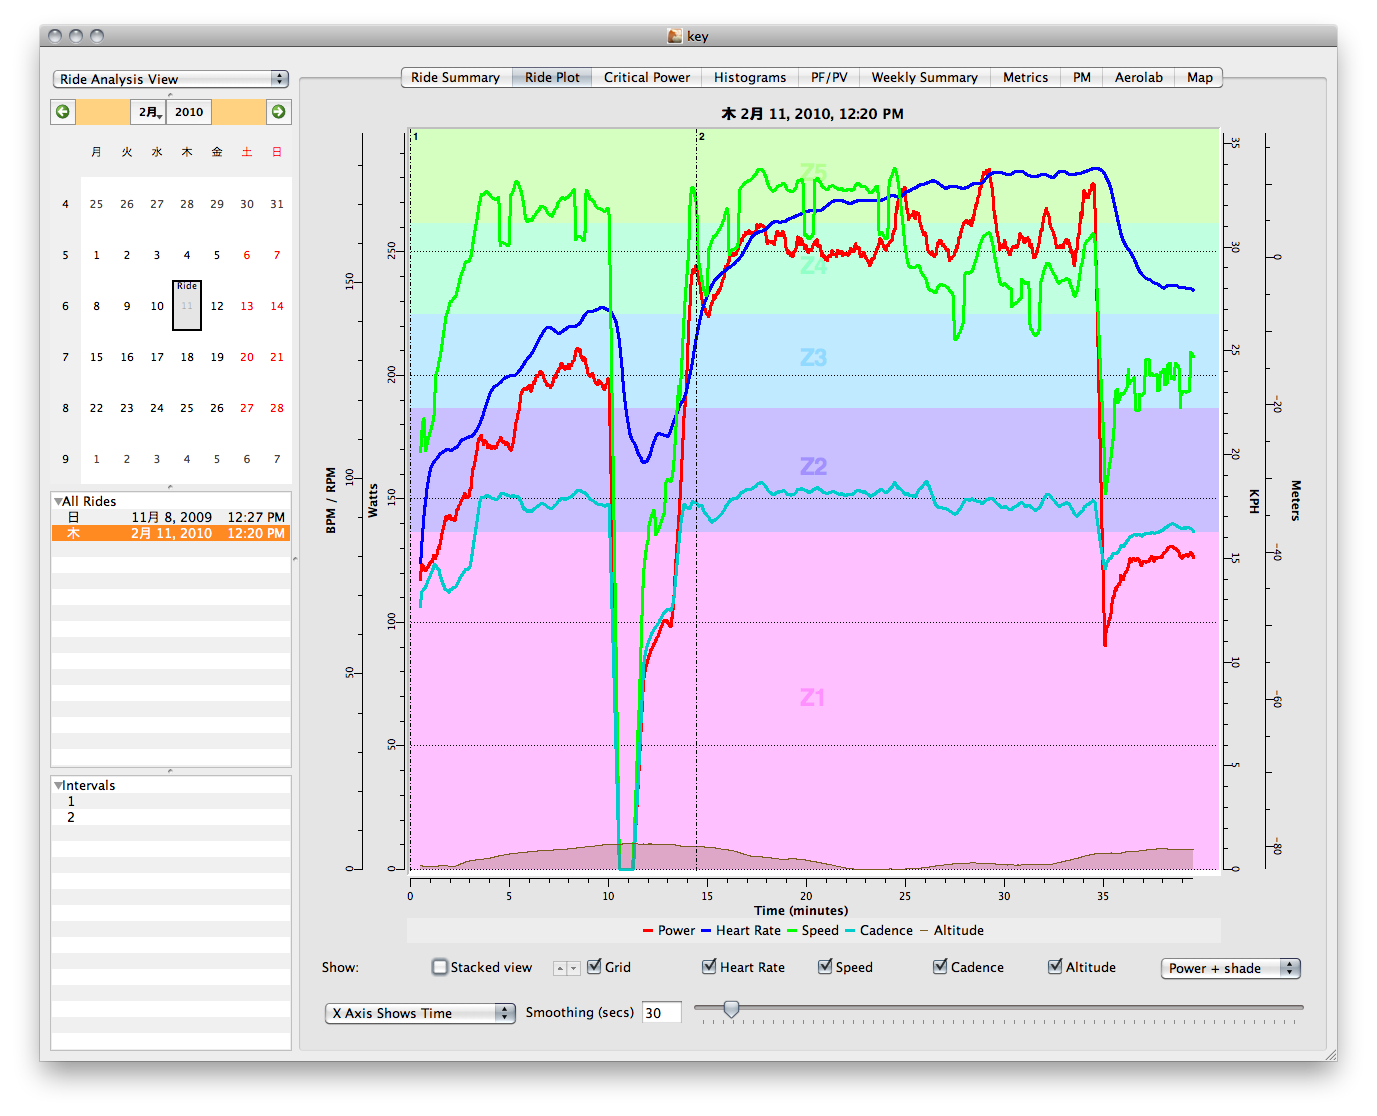 key
Ride Analysis View
Ride Summary Ride Plot Critical Power Histograms PF/PV Weekly Summary Metrics PM Aerolab Map
2月 2010
月 火 水 木 金 土 日
4 25 26 27 28 29 30 31
5 1 2 3 4 5 6 7
Ride
6 8 9 10 11 12 13 14
7 15 16 17 18 19 20 21
8 22 23 24 25 26 27 28
9 1 2 3 4 5 6 7
All Rides
日 11月 8, 2009 12:27 PM
木 2月 11, 2010 12:20 PM
Intervals
1
2
木 2月 11, 2010, 12:20 PM
1 2
Z5
Z4
Z3
Z2
Z1
BPM / RPM
0 50 100 150
Watts
0 50 100 150 200 250
KPH
0 5 10 15 20 25 30 35
Meters
-80 -60 -40 -20 0
0 5 10 15 20 25 30 35
Time (minutes)
Power Heart Rate Speed Cadence Altitude
Show: Stacked view Grid Heart Rate Speed Cadence Altitude Power + shade
X Axis Shows Time Smoothing (secs) 30